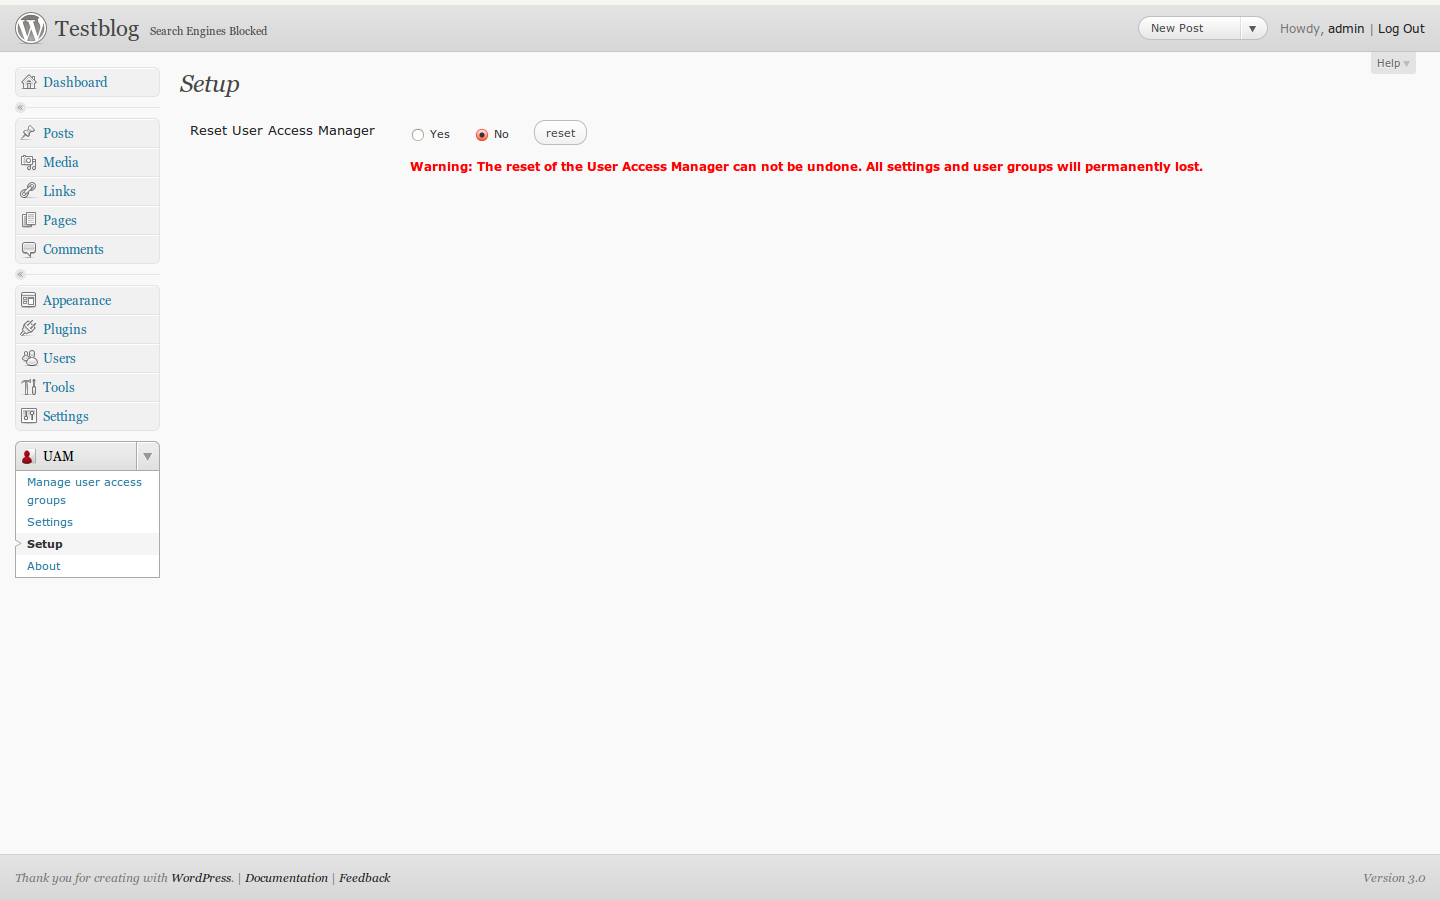 Testblog Search Engines Blocked
New Post
Howdy, admin | Log Out
Help
Dashboard
Posts
Media
Links
Pages
Comments
Appearance
Plugins
Users
Tools
Settings
UAM
Manage user access
groups
Settings
Setup
About
Setup
Reset User Access Manager
Yes No reset
Warning: The reset of the User Access Manager can not be undone. All settings and user groups will permanently lost.
Thank you for creating with WordPress. | Documentation | Feedback
Version 3.0